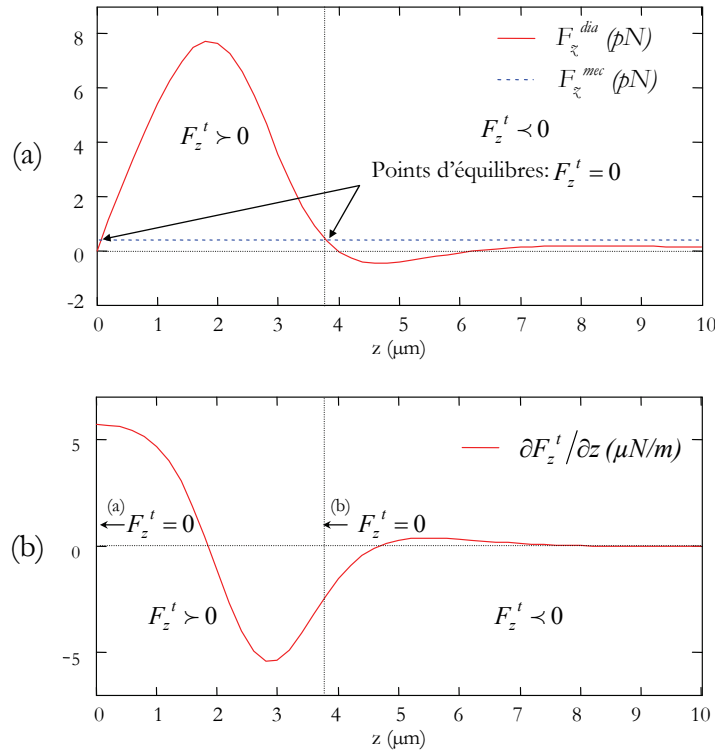 (a)
8
6
4
2
0
-2
F_z^dia (pN)
F_z^mec (pN)
F_z^t ≻ 0
F_z^t ≺ 0
Points d'équilibres: F_z^t = 0
0 1 2 3 4 5 6 7 8 9 10
z (µm)
(b)
5
0
-5
∂F_z^t/∂z (µN/m)
(a)
F_z^t = 0
(b)
F_z^t = 0
F_z^t ≻ 0
F_z^t ≺ 0
0 1 2 3 4 5 6 7 8 9 10
z (µm)